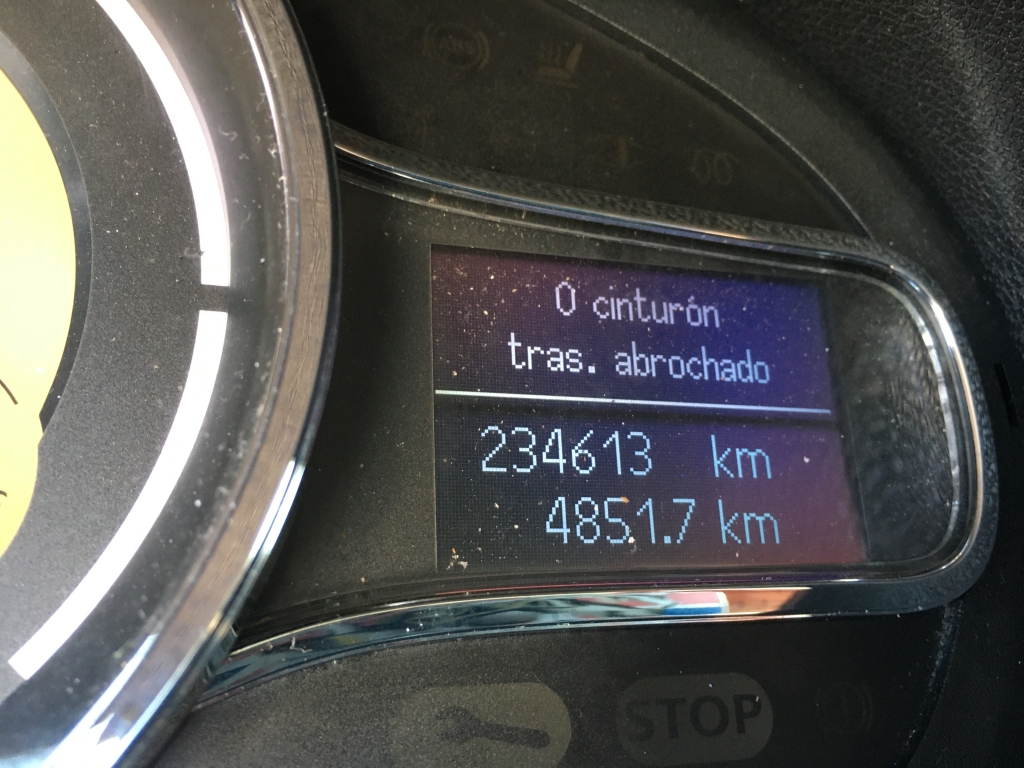 0 cinturón
tras. abrochado
234613 km
4851.7 km
STOP